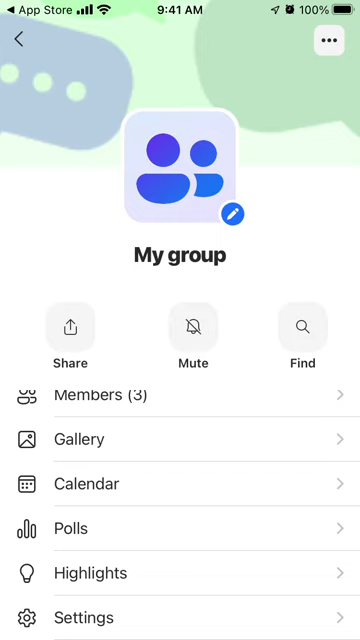 App Store
9:41 AM
100%
My group
Share
Mute
Find
Members (3)
Gallery
Calendar
Polls
Highlights
Settings